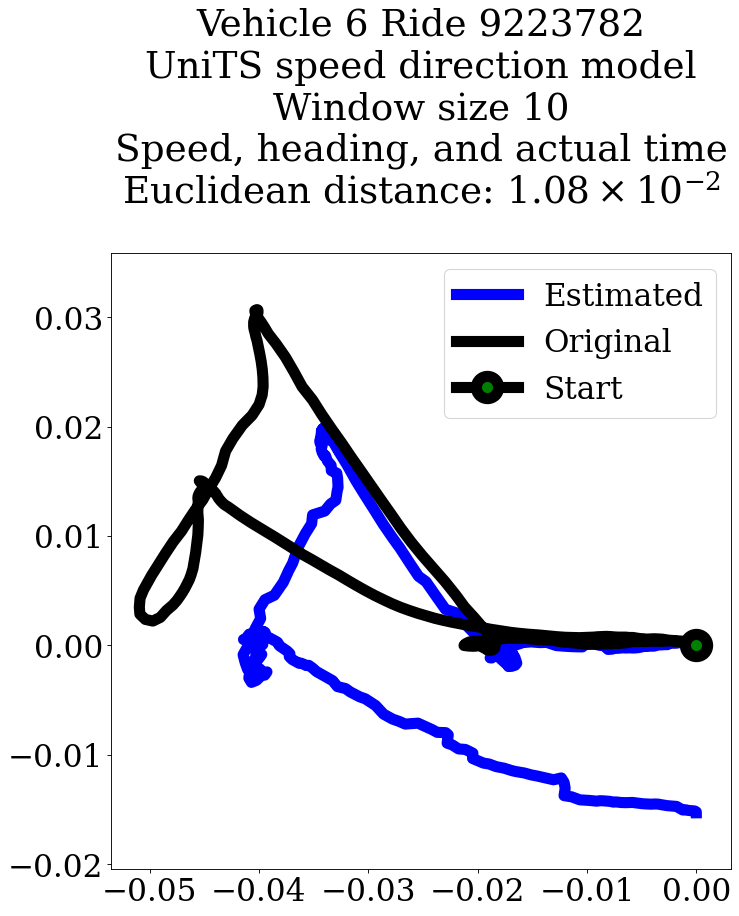 Vehicle 6 Ride 9223782
UniTS speed direction model
Window size 10
Speed, heading, and actual time
Euclidean distance: $1.08 \times 10^{-2}$
Estimated
Original
Start
0.03
0.02
0.01
0.00
−0.01
−0.02
−0.05 −0.04 −0.03 −0.02 −0.01 0.00